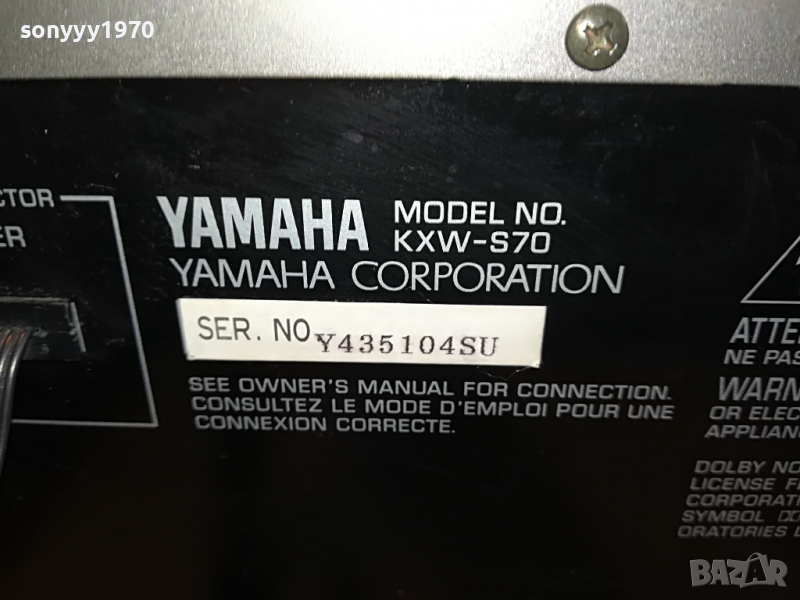 sonyyy1970
CTOR
ER
YAMAHA MODEL NO.
KXW-S70
YAMAHA CORPORATION
SER. NO Y435104SU
SEE OWNER'S MANUAL FOR CONNECTION.
CONSULTEZ LE MODE D'EMPLOI POUR UNE
CONNEXION CORRECTE.
ATTE
NE PAS
WARN
OR ELEC
APPLIAN
DOLBY NO
LICENSE F
CORPORAT
SYMBOL
ORATORIES L
BAZAR